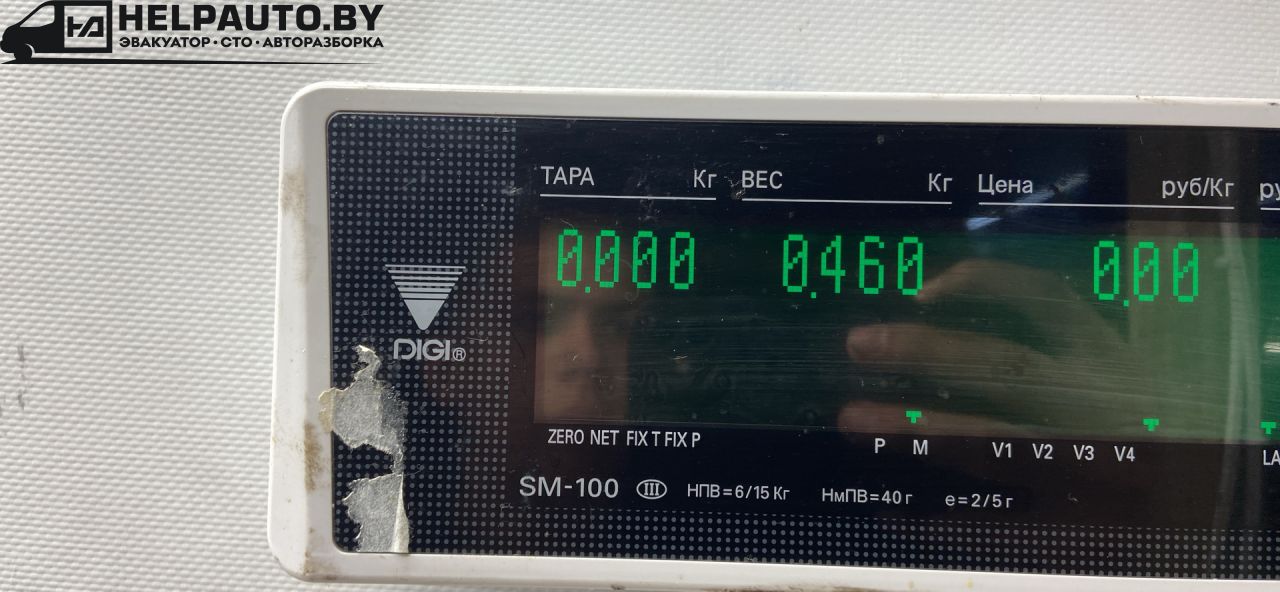 HELPAUTO.BY
ЭВАКУАТОР · СТО · АВТОРАЗБОРКА
ТАРА Кг ВЕС Кг Цена руб/Кг
0.000 0.460 0.00
DIGI®
ZERO NET FIX T FIX P P M V1 V2 V3 V4
SM-100 III НПВ=6/15 Кг НмПВ=40 г e=2/5 г